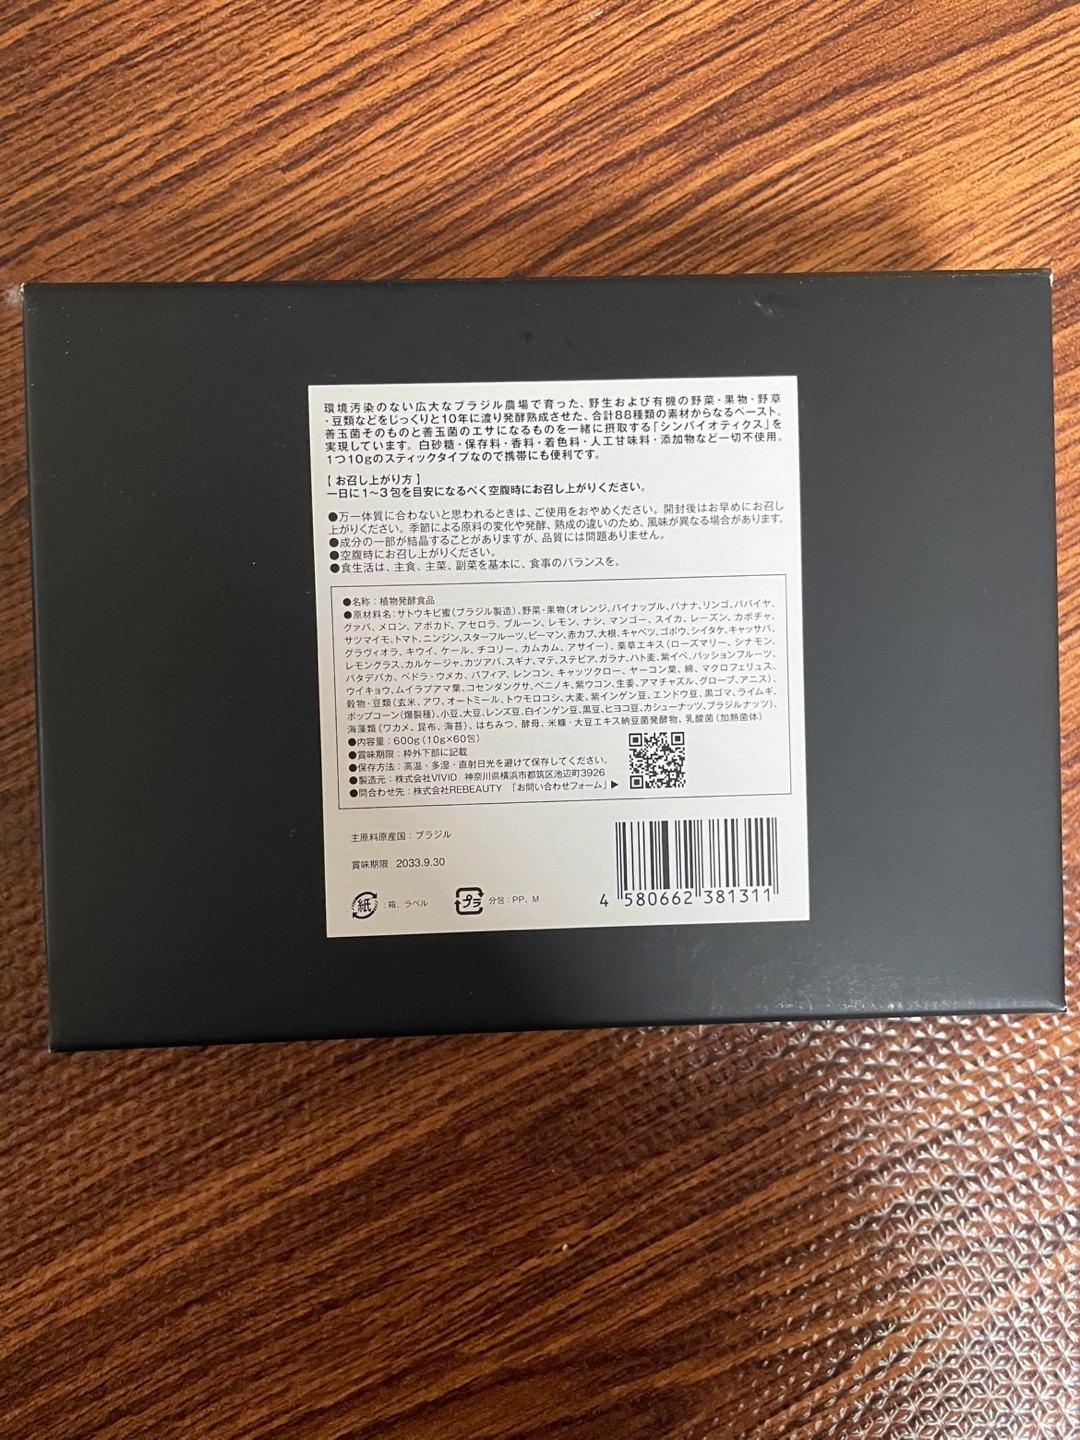 環境汚染のない広大なブラジル農場で育った、野生および有機の野菜・果物・野草
・豆類などをじっくりと10年に渡り発酵熟成させた、合計88種類の素材からなるペースト。
善玉菌そのものと善玉菌のエサになるものを一緒に摂取する「シンバイオティクス」を
実現しています。白砂糖・保存料・香料・着色料・人工甘味料・添加物など一切不使用。
1つ10gのスティックタイプなので携帯にも便利です。
【お召し上がり方】
一日に1〜3包を目安になるべく空腹時にお召し上がりください。
●万一体質に合わないと思われるときは、ご使用をおやめください。開封後はお早めにお召し
上がりください。季節による原料の変化や発酵、熟成の違いのため、風味が異なる場合があります。
●成分の一部が結晶することがありますが、品質には問題ありません。
●空腹時にお召し上がりください。
●食生活は、主食、主菜、副菜を基本に、食事のバランスを。
●名称：植物発酵食品
●原材料名：サトウキビ蜜(ブラジル製造)、野菜・果物(オレンジ、パイナップル、バナナ、リンゴ、パパイヤ、
グァバ、メロン、アボカド、アセロラ、プルーン、レモン、ナシ、マンゴー、スイカ、レーズン、カボチャ、
サツマイモ、トマト、ニンジン、スターフルーツ、ピーマン、赤カブ、大根、キャベツ、ゴボウ、シイタケ、キャッサバ、
グラヴィオラ、キウイ、ケール、チコリー、カムカム、アサイー)、薬草エキス(ローズマリー、シナモン、
レモングラス、カルケージャ、カツアバ、スギナ、マテ、ステビア、ガラナ、ハト麦、紫イペ、パッションフルーツ、
パタデバカ、ペドラ・ウメカ、パフィア、レンコン、キャッツクロー、ヤーコン葉、綿、マクロフェリュス、
ウイキョウ、ムイラプアマ葉、コセンダングサ、ベニノキ、紫ウコン、生姜、アマチャズル、グローブ、アニス)、
穀物・豆類(玄米、アワ、オートミール、トウモロコシ、大麦、紫インゲン豆、エンドウ豆、黒ゴマ、ライムギ、
ポップコーン(爆裂種)、小豆、大豆、レンズ豆、白インゲン豆、黒豆、ヒヨコ豆、カシューナッツ、ブラジルナッツ)、
海藻類(ワカメ、昆布、海苔)、はちみつ、酵母、米糠・大豆エキス納豆菌発酵物、乳酸菌(加熱菌体)
●内容量：600g(10g×60包)
●賞味期限：枠外下部に記載
●保存方法：高温・多湿・直射日光を避けて保存してください。
●製造元：株式会社VIVID 神奈川県横浜市都筑区池辺町3926
●問合わせ先：株式会社REBEAUTY 「お問い合わせフォーム」▶
主原料原産国：ブラジル
賞味期限 2033.9.30
紙：箱、ラベル
プラ 分包：PP、M
4 580662 381311